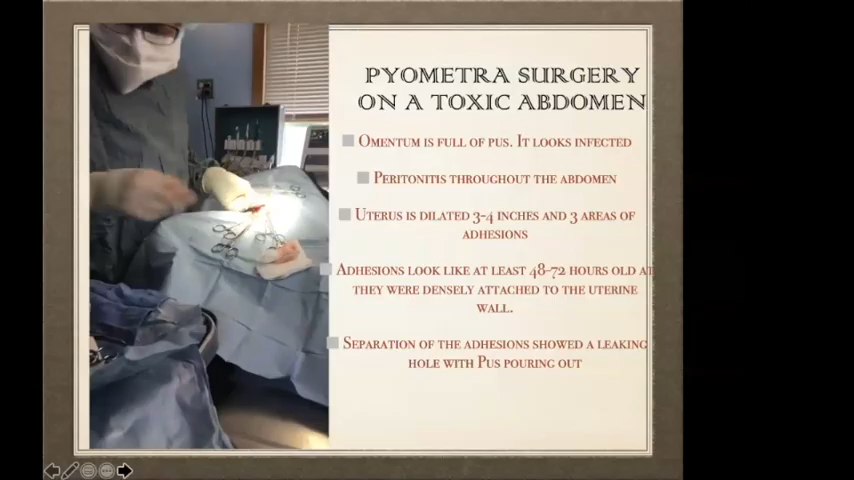 PYOMETRA SURGERY
ON A TOXIC ABDOMEN
OMENTUM IS FULL OF PUS. IT LOOKS INFECTED
PERITONITIS THROUGHOUT THE ABDOMEN
UTERUS IS DILATED 3-4 INCHES AND 3 AREAS OF
ADHESIONS
ADHESIONS LOOK LIKE AT LEAST 48-72 HOURS OLD AT
THEY WERE DENSELY ATTACHED TO THE UTERINE
WALL.
SEPARATION OF THE ADHESIONS SHOWED A LEAKING
HOLE WITH PUS POURING OUT